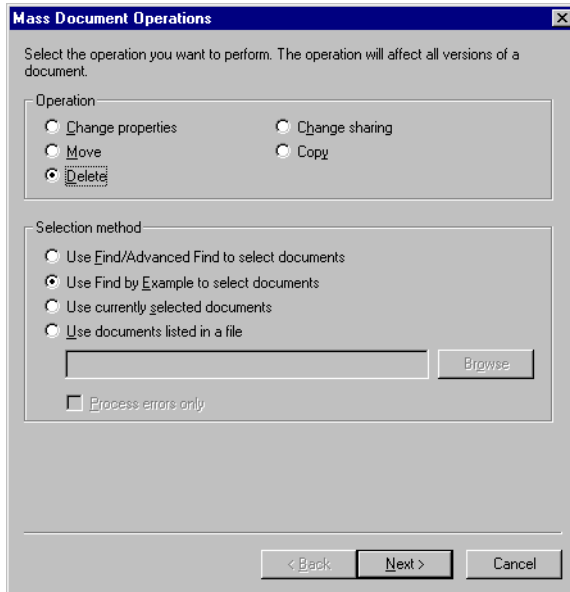 Mass Document Operations
Select the operation you want to perform. The operation will affect all versions of a
document.
Operation
Change properties
Change sharing
Move
Copy
Delete
Selection method
Use Find/Advanced Find to select documents
Use Find by Example to select documents
Use currently selected documents
Use documents listed in a file
Browse
Process errors only
< Back
Next >
Cancel